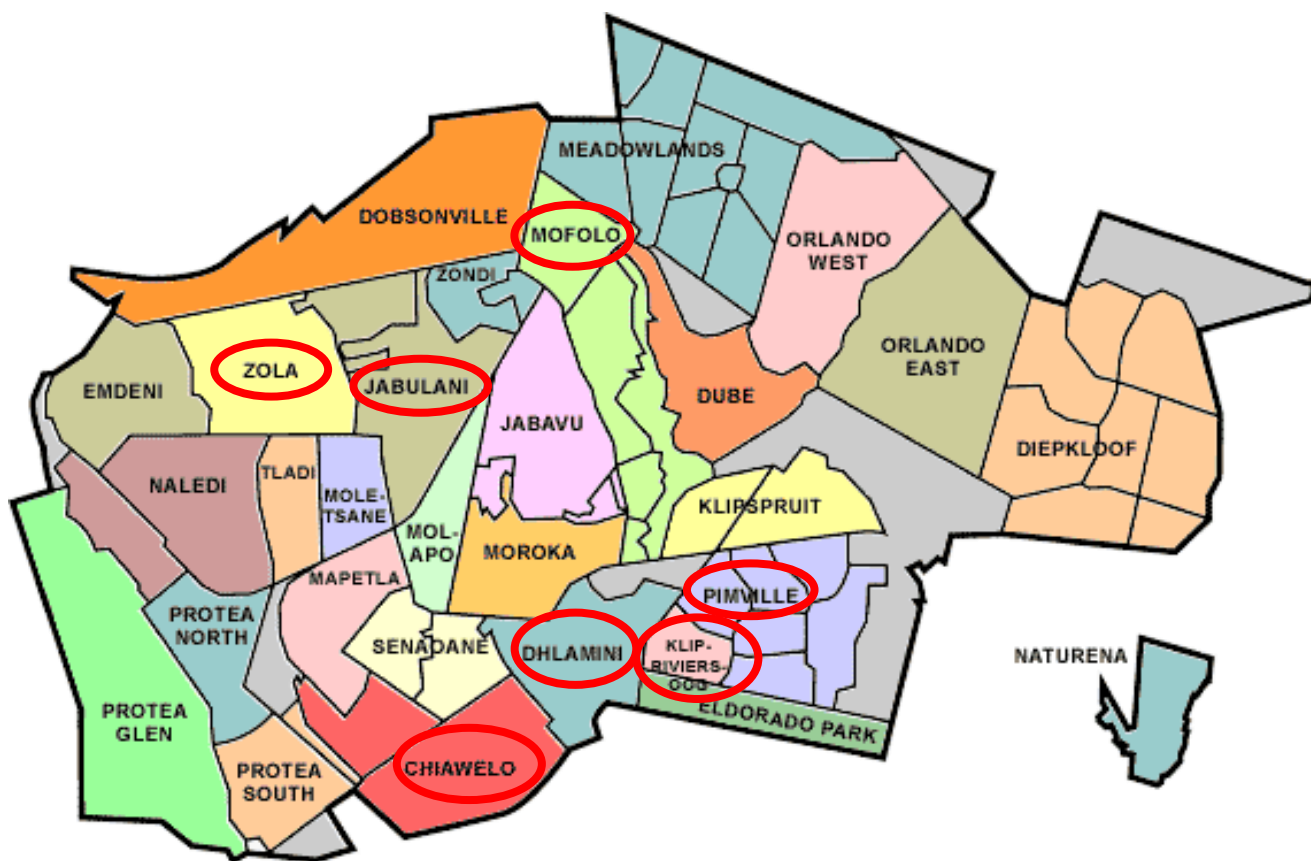 MEADOWLANDS
DOBSONVILLE
MOFOLO
ORLANDO
WEST
ZONDI
ORLANDO
EAST
ZOLA
JABULANI
EMDENI
DUBE
JABAVU
DIEPKLOOF
NALEDI
TLADI
MOLE-
TSANE
KLIPSPRUIT
MOL-
APO
MOROKA
MAPETLA
PIMVILLE
PROTEA
NORTH
SENAOANE
DHLAMINI
KLIP-
RIVIERS-
OOG
NATURENA
PROTEA
GLEN
ELDORADO PARK
CHIAWELO
PROTEA
SOUTH